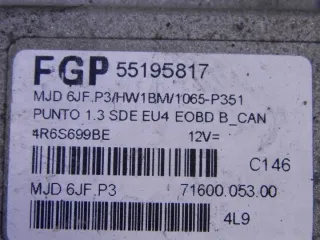 FGP 55195817
MJD 6JF.P3/HW1BM/1065-P351
PUNTO 1.3 SDE EU4 EOBD B_CAN
4R6S699BE 12V=
C146
MJD 6JF.P3 71600.053.00
4L9